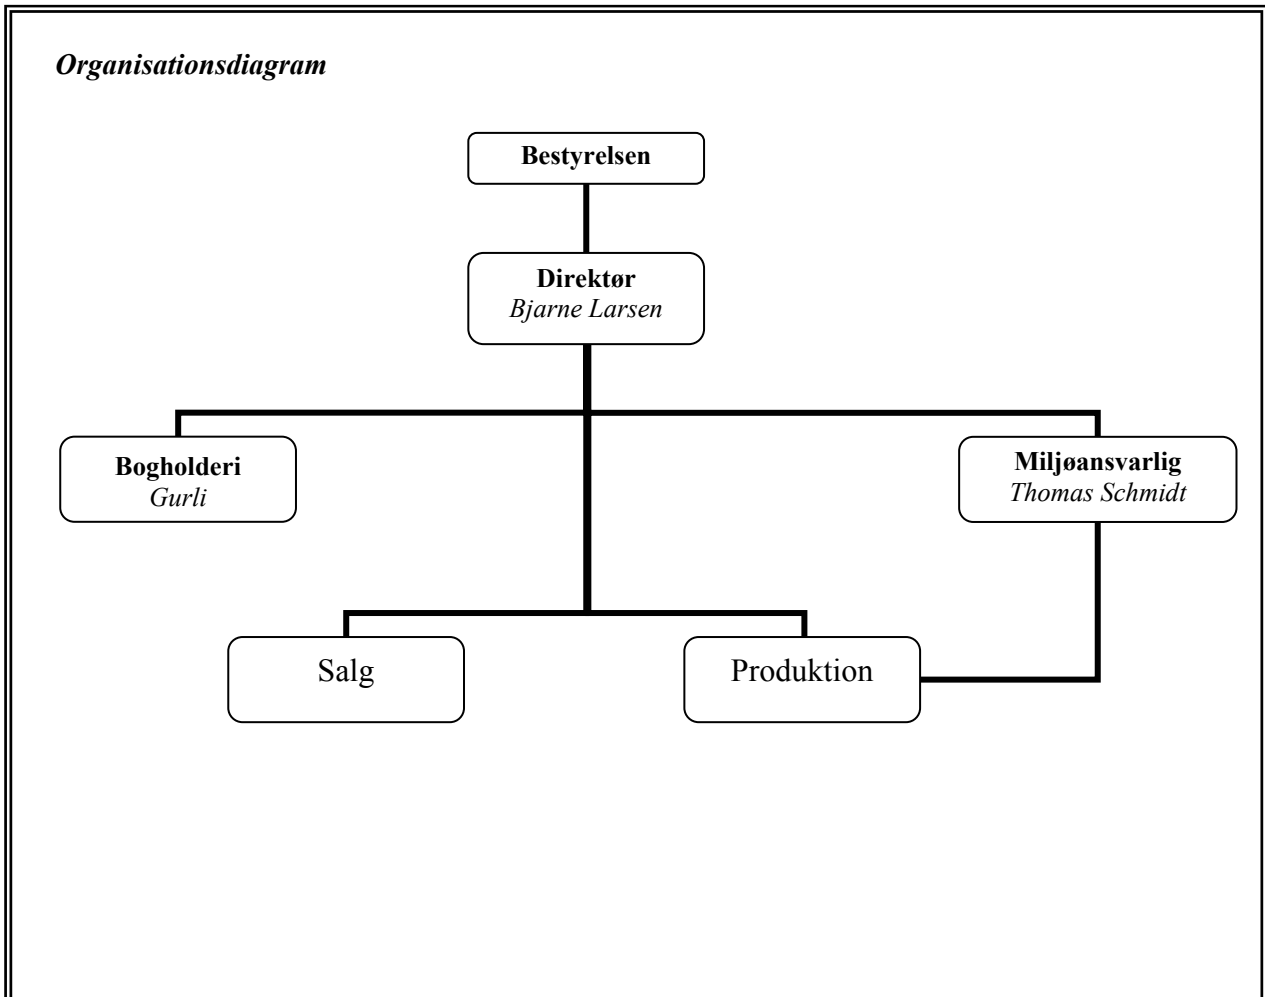 Organisationsdiagram
Bestyrelsen
Direktør
Bjarne Larsen
Bogholderi
Gurli
Miljøansvarlig
Thomas Schmidt
Salg
Produktion